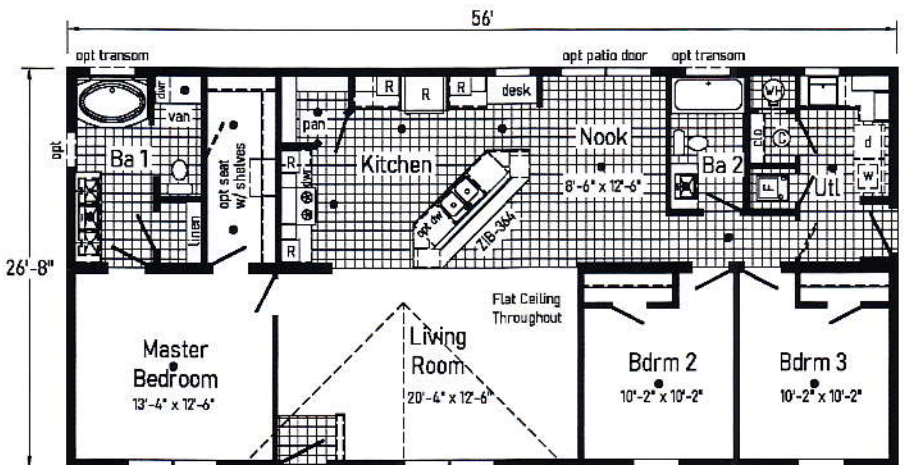 56'
opt transom
opt patio door
opt transom
26'-8"
opt
dwr
van
Ba 1
linen
opt seat
w/ shelves
pan
R
R
R
desk
Kitchen
R
dwr
R
opt dw
ZIB-364
Nook
8'-6" x 12'-6"
Ba 2
WH
clo
C
F
Utl
d
W
Flat Ceiling
Throughout
Master
Bedroom
13'-4" x 12'-6"
Living
Room
20'-4" x 12'-6"
Bdrm 2
10'-2" x 10'-2"
Bdrm 3
10'-2" x 10'-2"